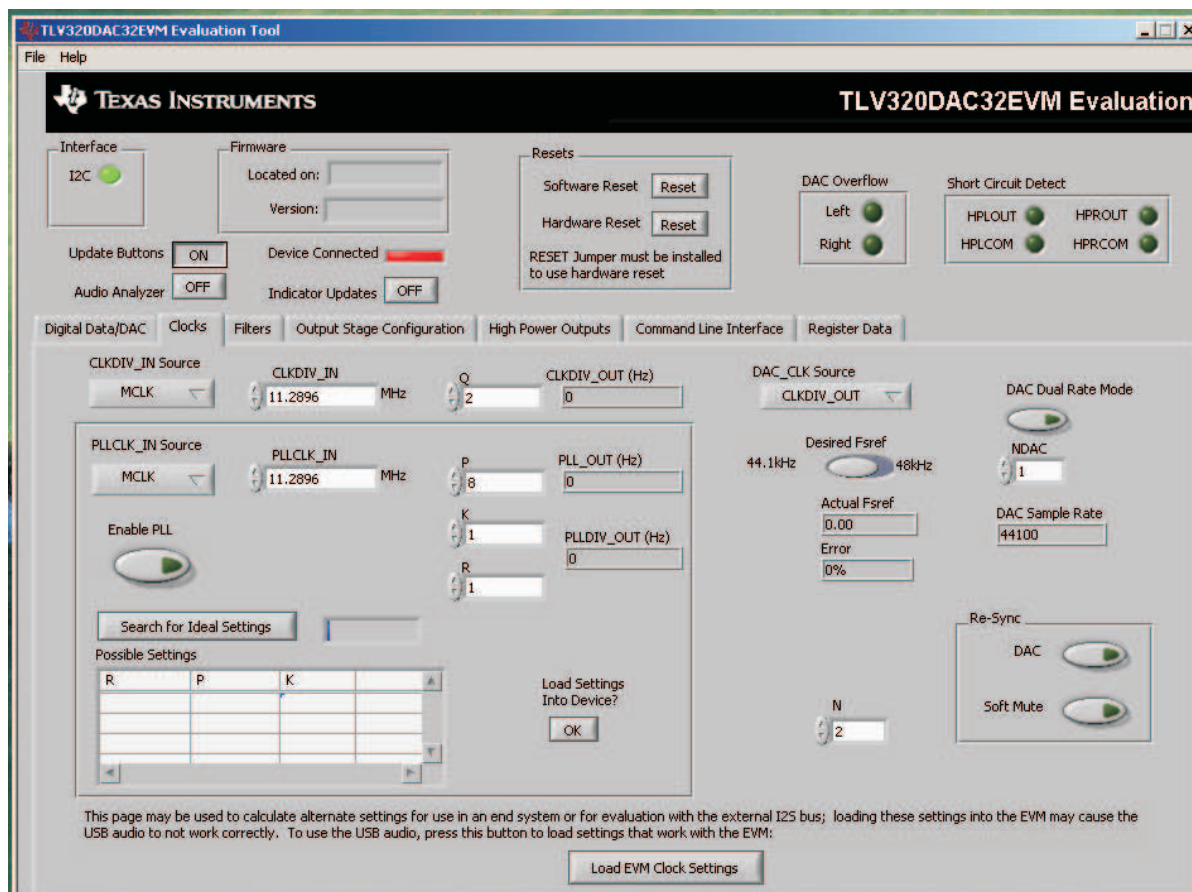 TLV320DAC32EVM Evaluation Tool
File Help
TEXAS INSTRUMENTS
TLV320DAC32EVM Evaluation
Interface
I2C
Firmware
Located on:
Version:
Resets
Software Reset Reset
Hardware Reset Reset
RESET Jumper must be installed
to use hardware reset
DAC Overflow
Left
Right
Short Circuit Detect
HPLOUT HPROUT
HPLCOM HPRCOM
Update Buttons ON
Device Connected
Audio Analyzer OFF
Indicator Updates OFF
Digital Data/DAC Clocks Filters Output Stage Configuration High Power Outputs Command Line Interface Register Data
CLKDIV_IN Source
MCLK
CLKDIV_IN
11.2896 MHz
Q
2
CLKDIV_OUT (Hz)
0
DAC_CLK Source
CLKDIV_OUT
DAC Dual Rate Mode
PLLCLK_IN Source
MCLK
PLLCLK_IN
11.2896 MHz
P
8
PLL_OUT (Hz)
0
Desired Fsref
44.1kHz 48kHz
NDAC
1
Enable PLL
K
1
PLLDIV_OUT (Hz)
0
R
1
Actual Fsref
0.00
Error
0%
DAC Sample Rate
44100
Search for Ideal Settings
Possible Settings
R P K
Load Settings
Into Device?
OK
N
2
Re-Sync
DAC
Soft Mute
This page may be used to calculate alternate settings for use in an end system or for evaluation with the external I2S bus; loading these settings into the EVM may cause the
USB audio to not work correctly. To use the USB audio, press this button to load settings that work with the EVM:
Load EVM Clock Settings